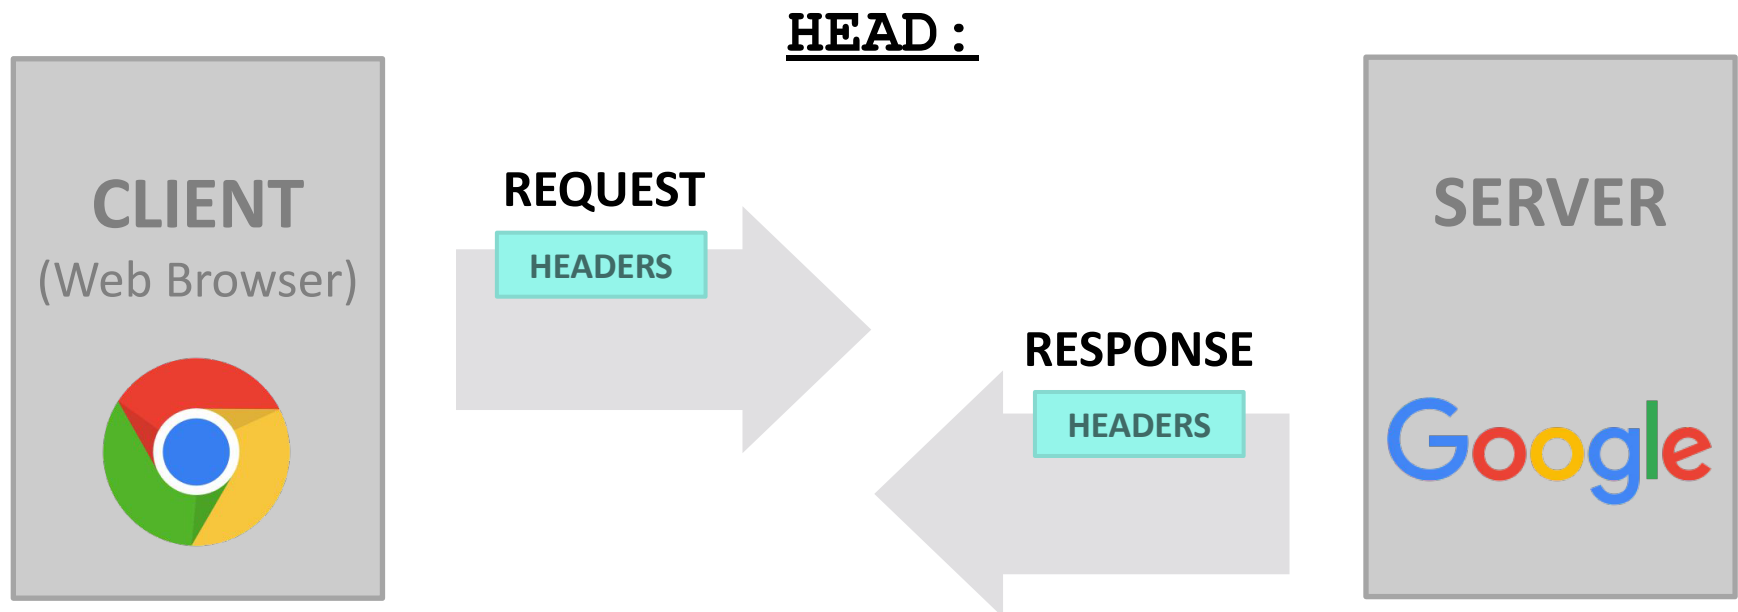 HEAD:
CLIENT
(Web Browser)
REQUEST
HEADERS
RESPONSE
HEADERS
SERVER
Google